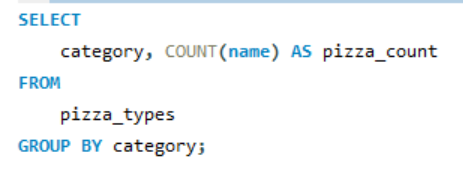 SELECT
    category, COUNT(name) AS pizza_count
FROM
    pizza_types
GROUP BY category;